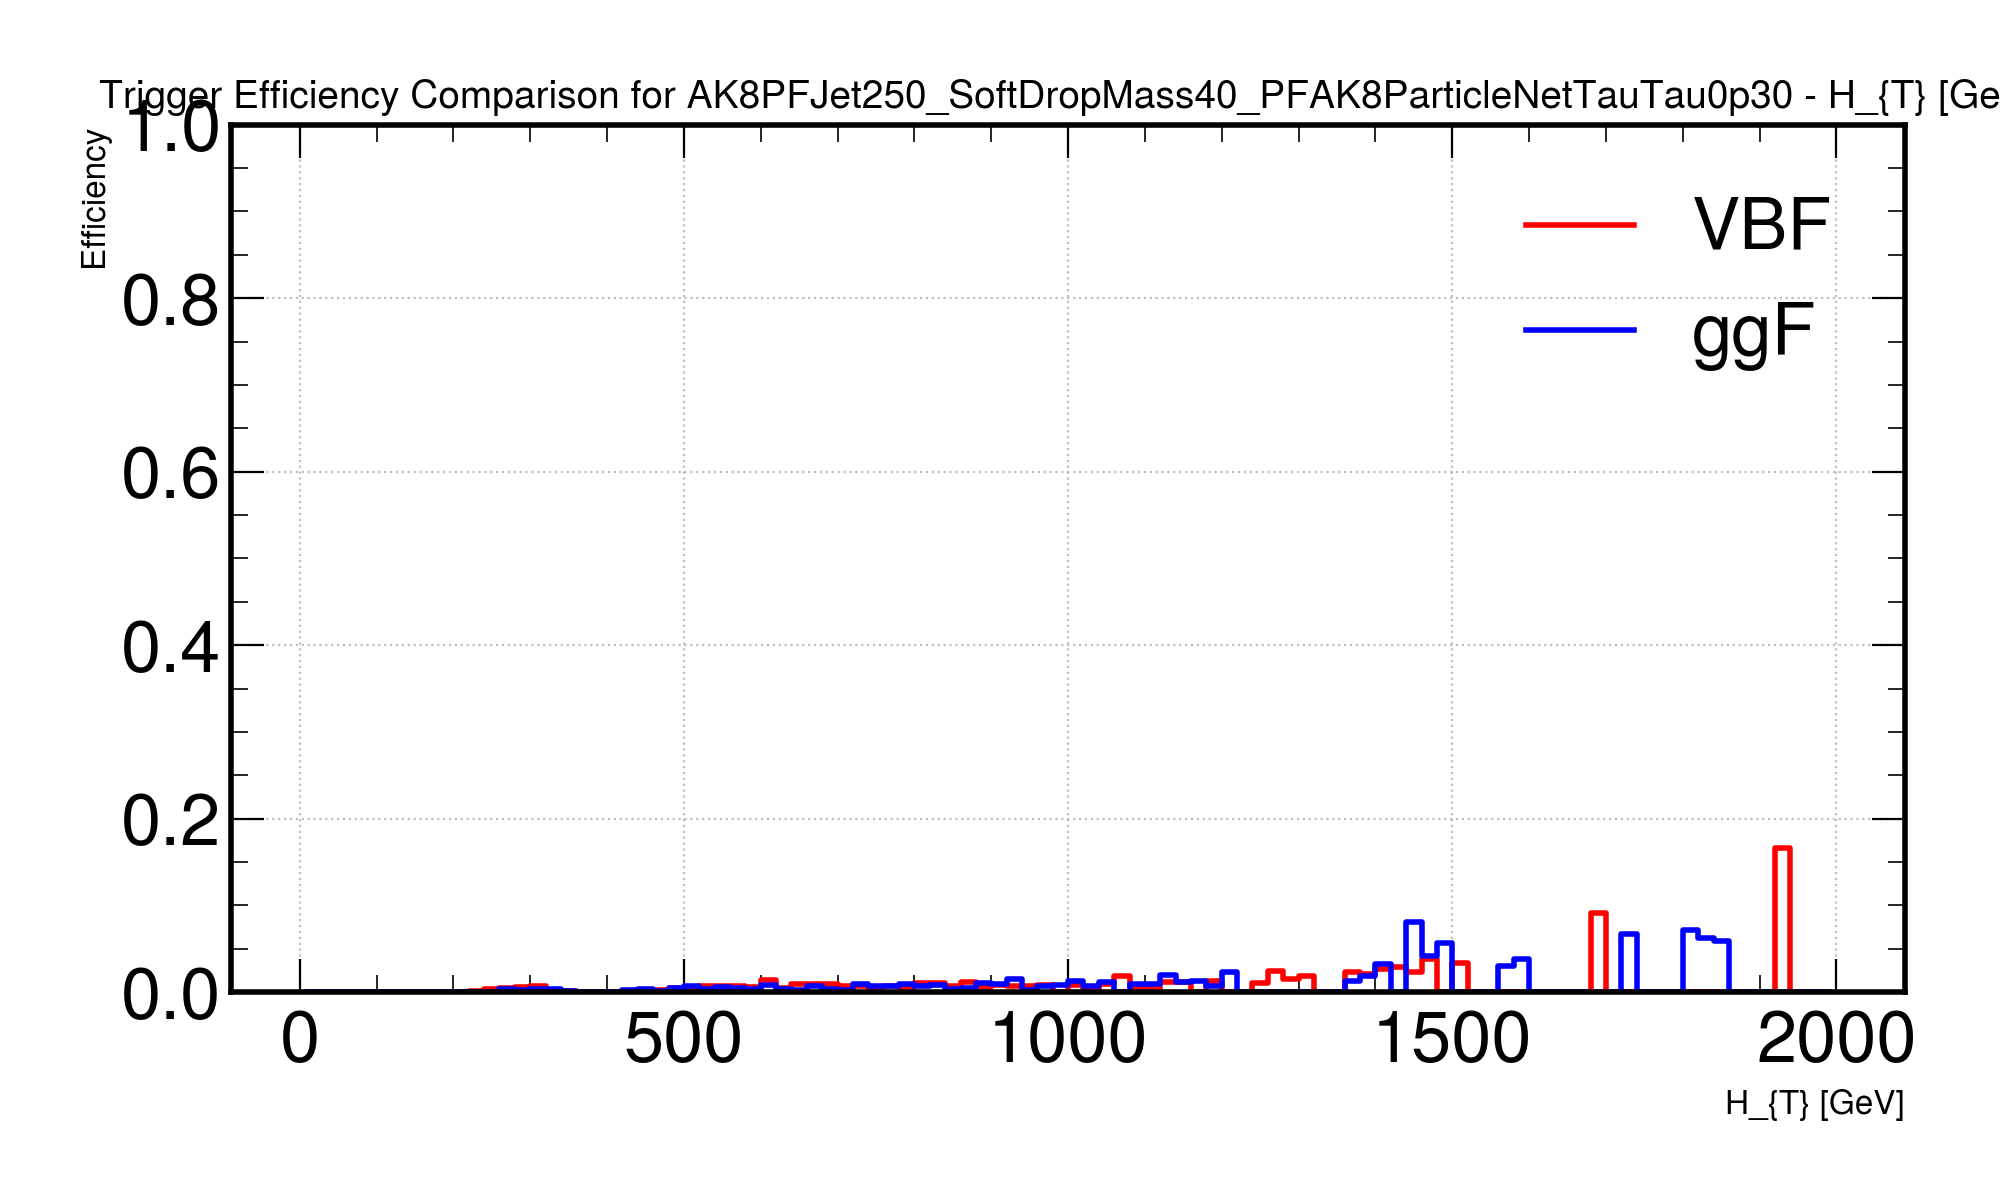 Trigger Efficiency Comparison for AK8PFJet250_SoftDropMass40_PFAK8ParticleNetTauTau0p30 - H_{T} [Ge
Efficiency
1.0
0.8
0.6
0.4
0.2
0.0
VBF
ggF
0 500 1000 1500 2000
H_{T} [GeV]